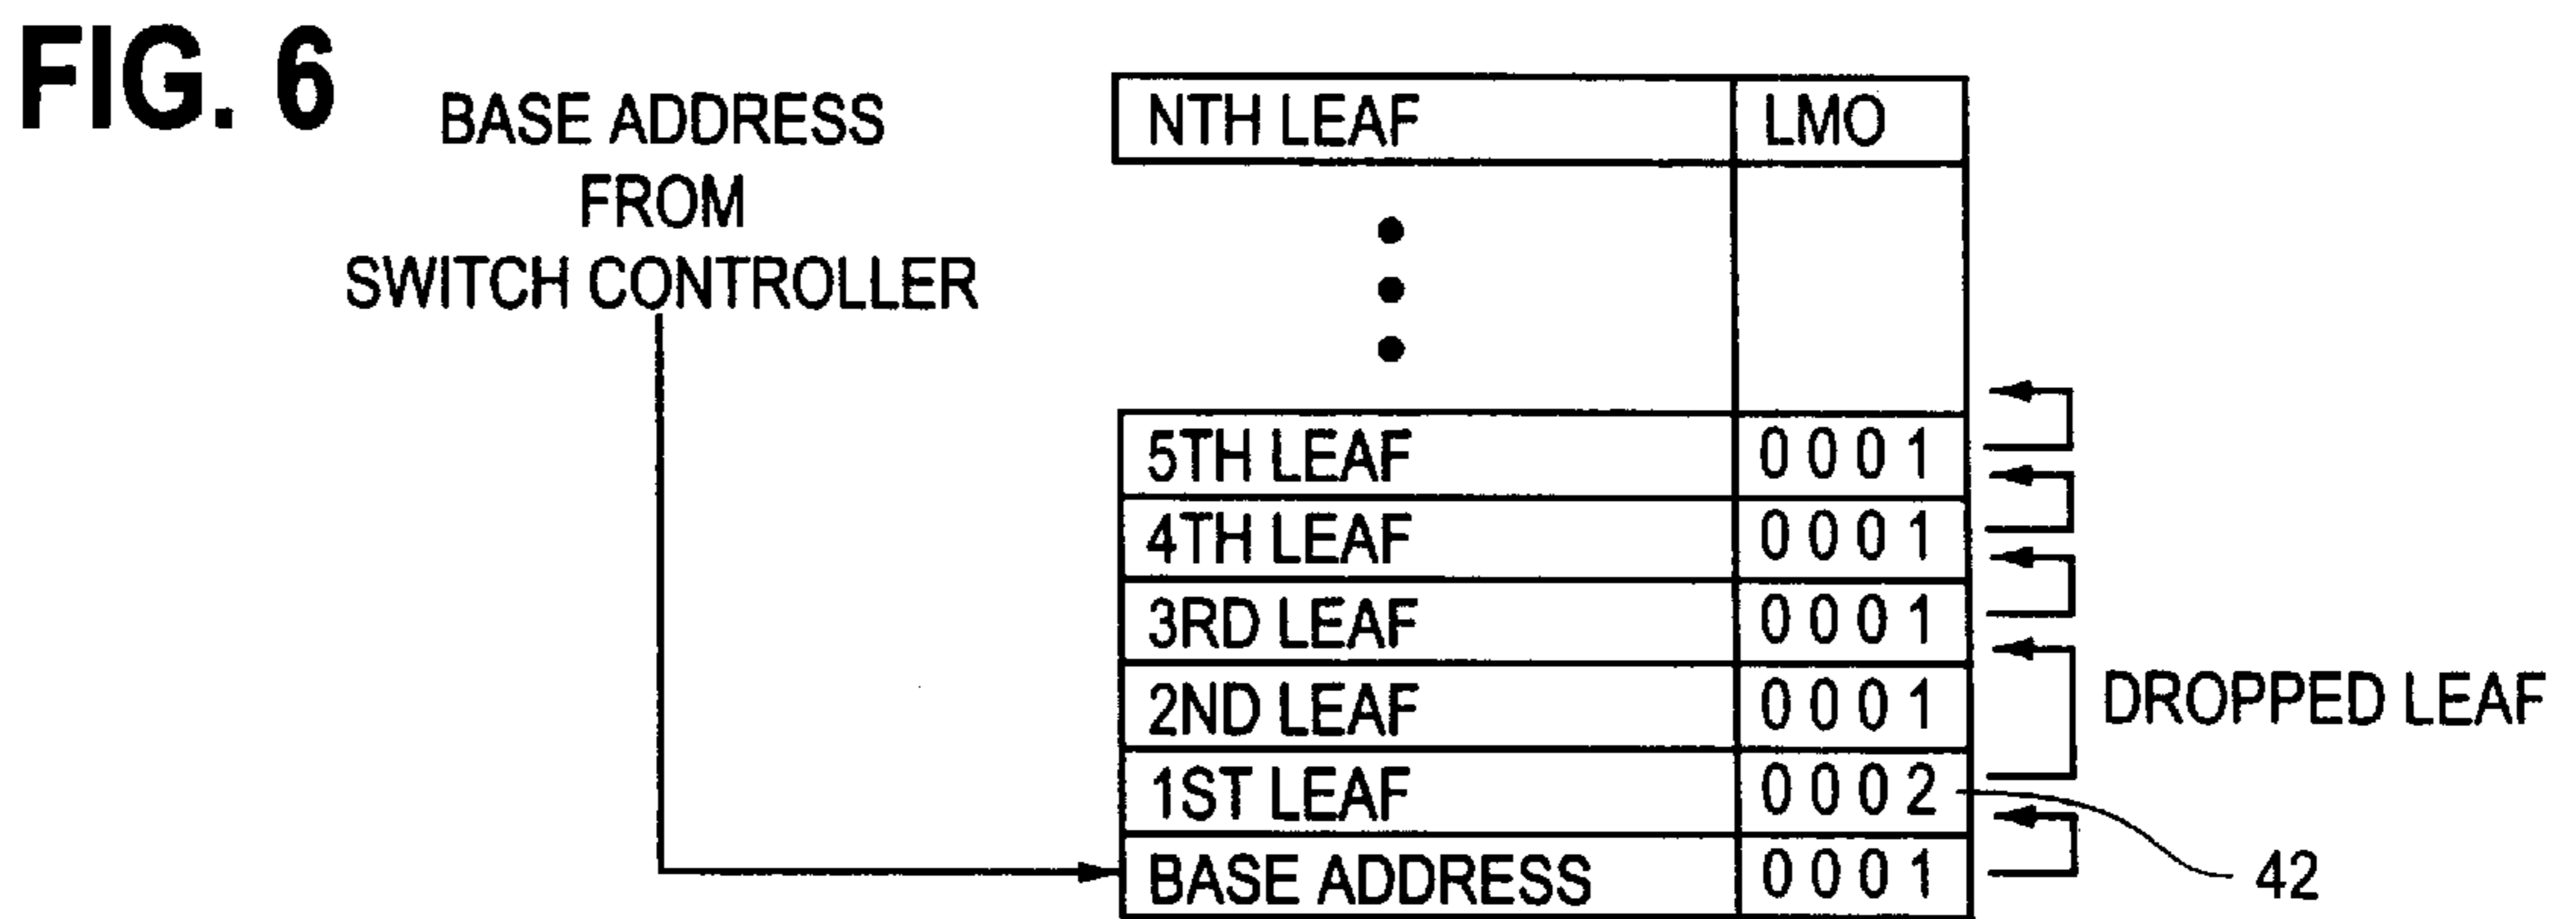 FIG. 6
BASE ADDRESS
FROM
SWITCH CONTROLLER
NTH LEAF LMO
5TH LEAF 0 0 0 1
4TH LEAF 0 0 0 1
3RD LEAF 0 0 0 1
2ND LEAF 0 0 0 1
DROPPED LEAF
1ST LEAF 0 0 0 2
BASE ADDRESS 0 0 0 1
42